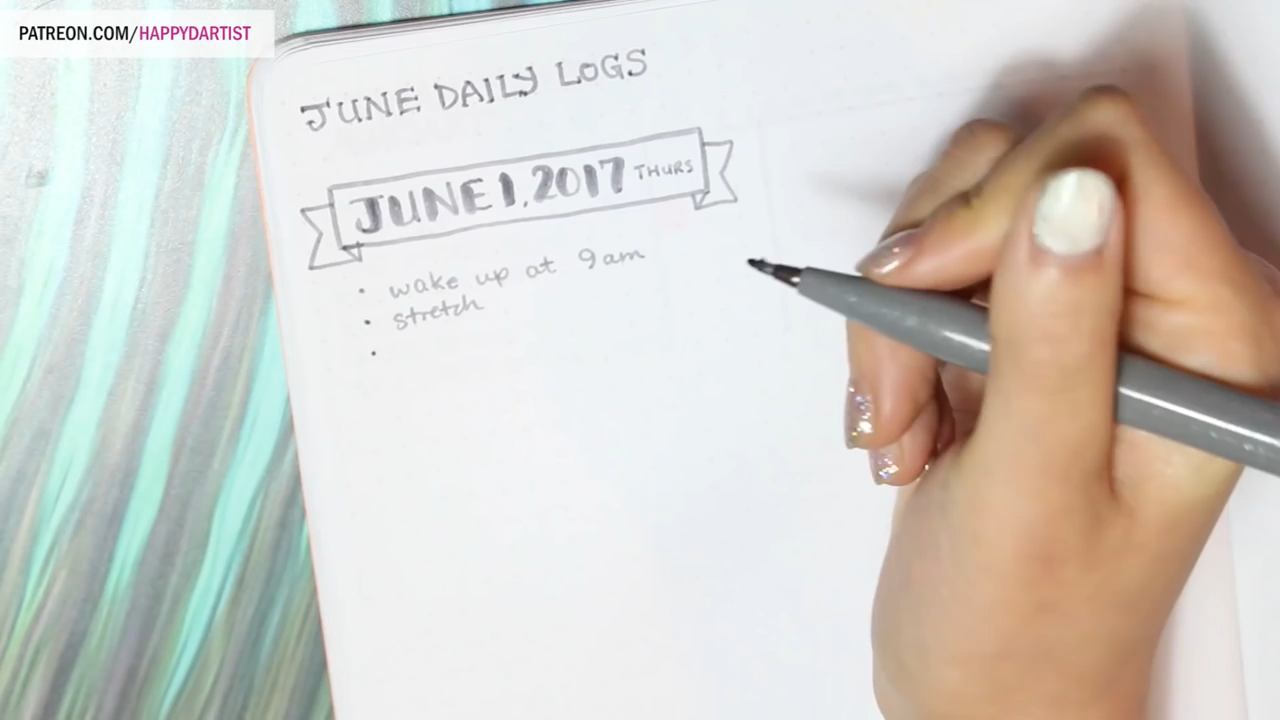 PATREON.COM/HAPPYDARTIST
JUNE DAILY LOGS
JUNE 1, 2017 THURS
• wake up at 9am
• stretch
•